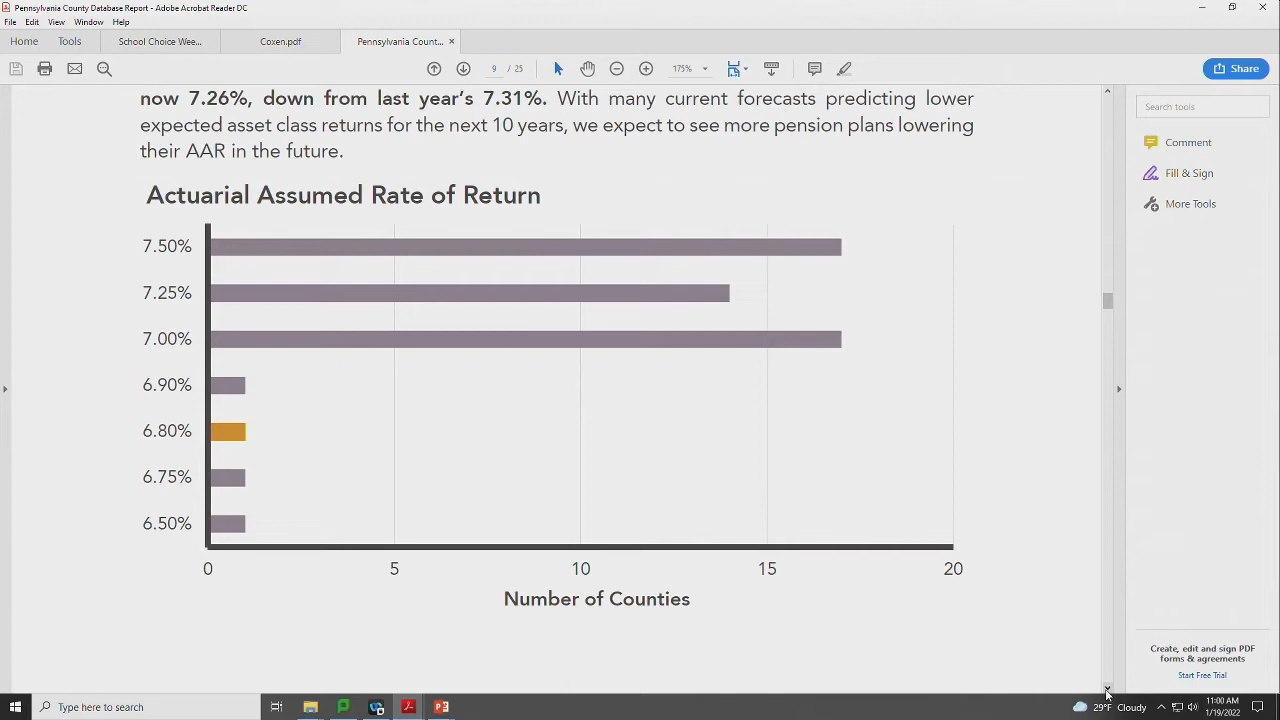 Pennsylvania County Database Report - Adobe Acrobat Reader DC
File Edit View Window Help
Home Tools School Choice Wee... Coxen.pdf Pennsylvania Count... ×
9 / 25 175% Share
now 7.26%, down from last year's 7.31%. With many current forecasts predicting lower
expected asset class returns for the next 10 years, we expect to see more pension plans lowering
their AAR in the future.
Actuarial Assumed Rate of Return
7.50%
7.25%
7.00%
6.90%
6.80%
6.75%
6.50%
0 5 10 15 20
Number of Counties
Search tools
Comment
Fill & Sign
More Tools
Create, edit and sign PDF
forms & agreements
Start Free Trial
Type here to search
29°F Cloudy
11:00 AM
1/19/2022